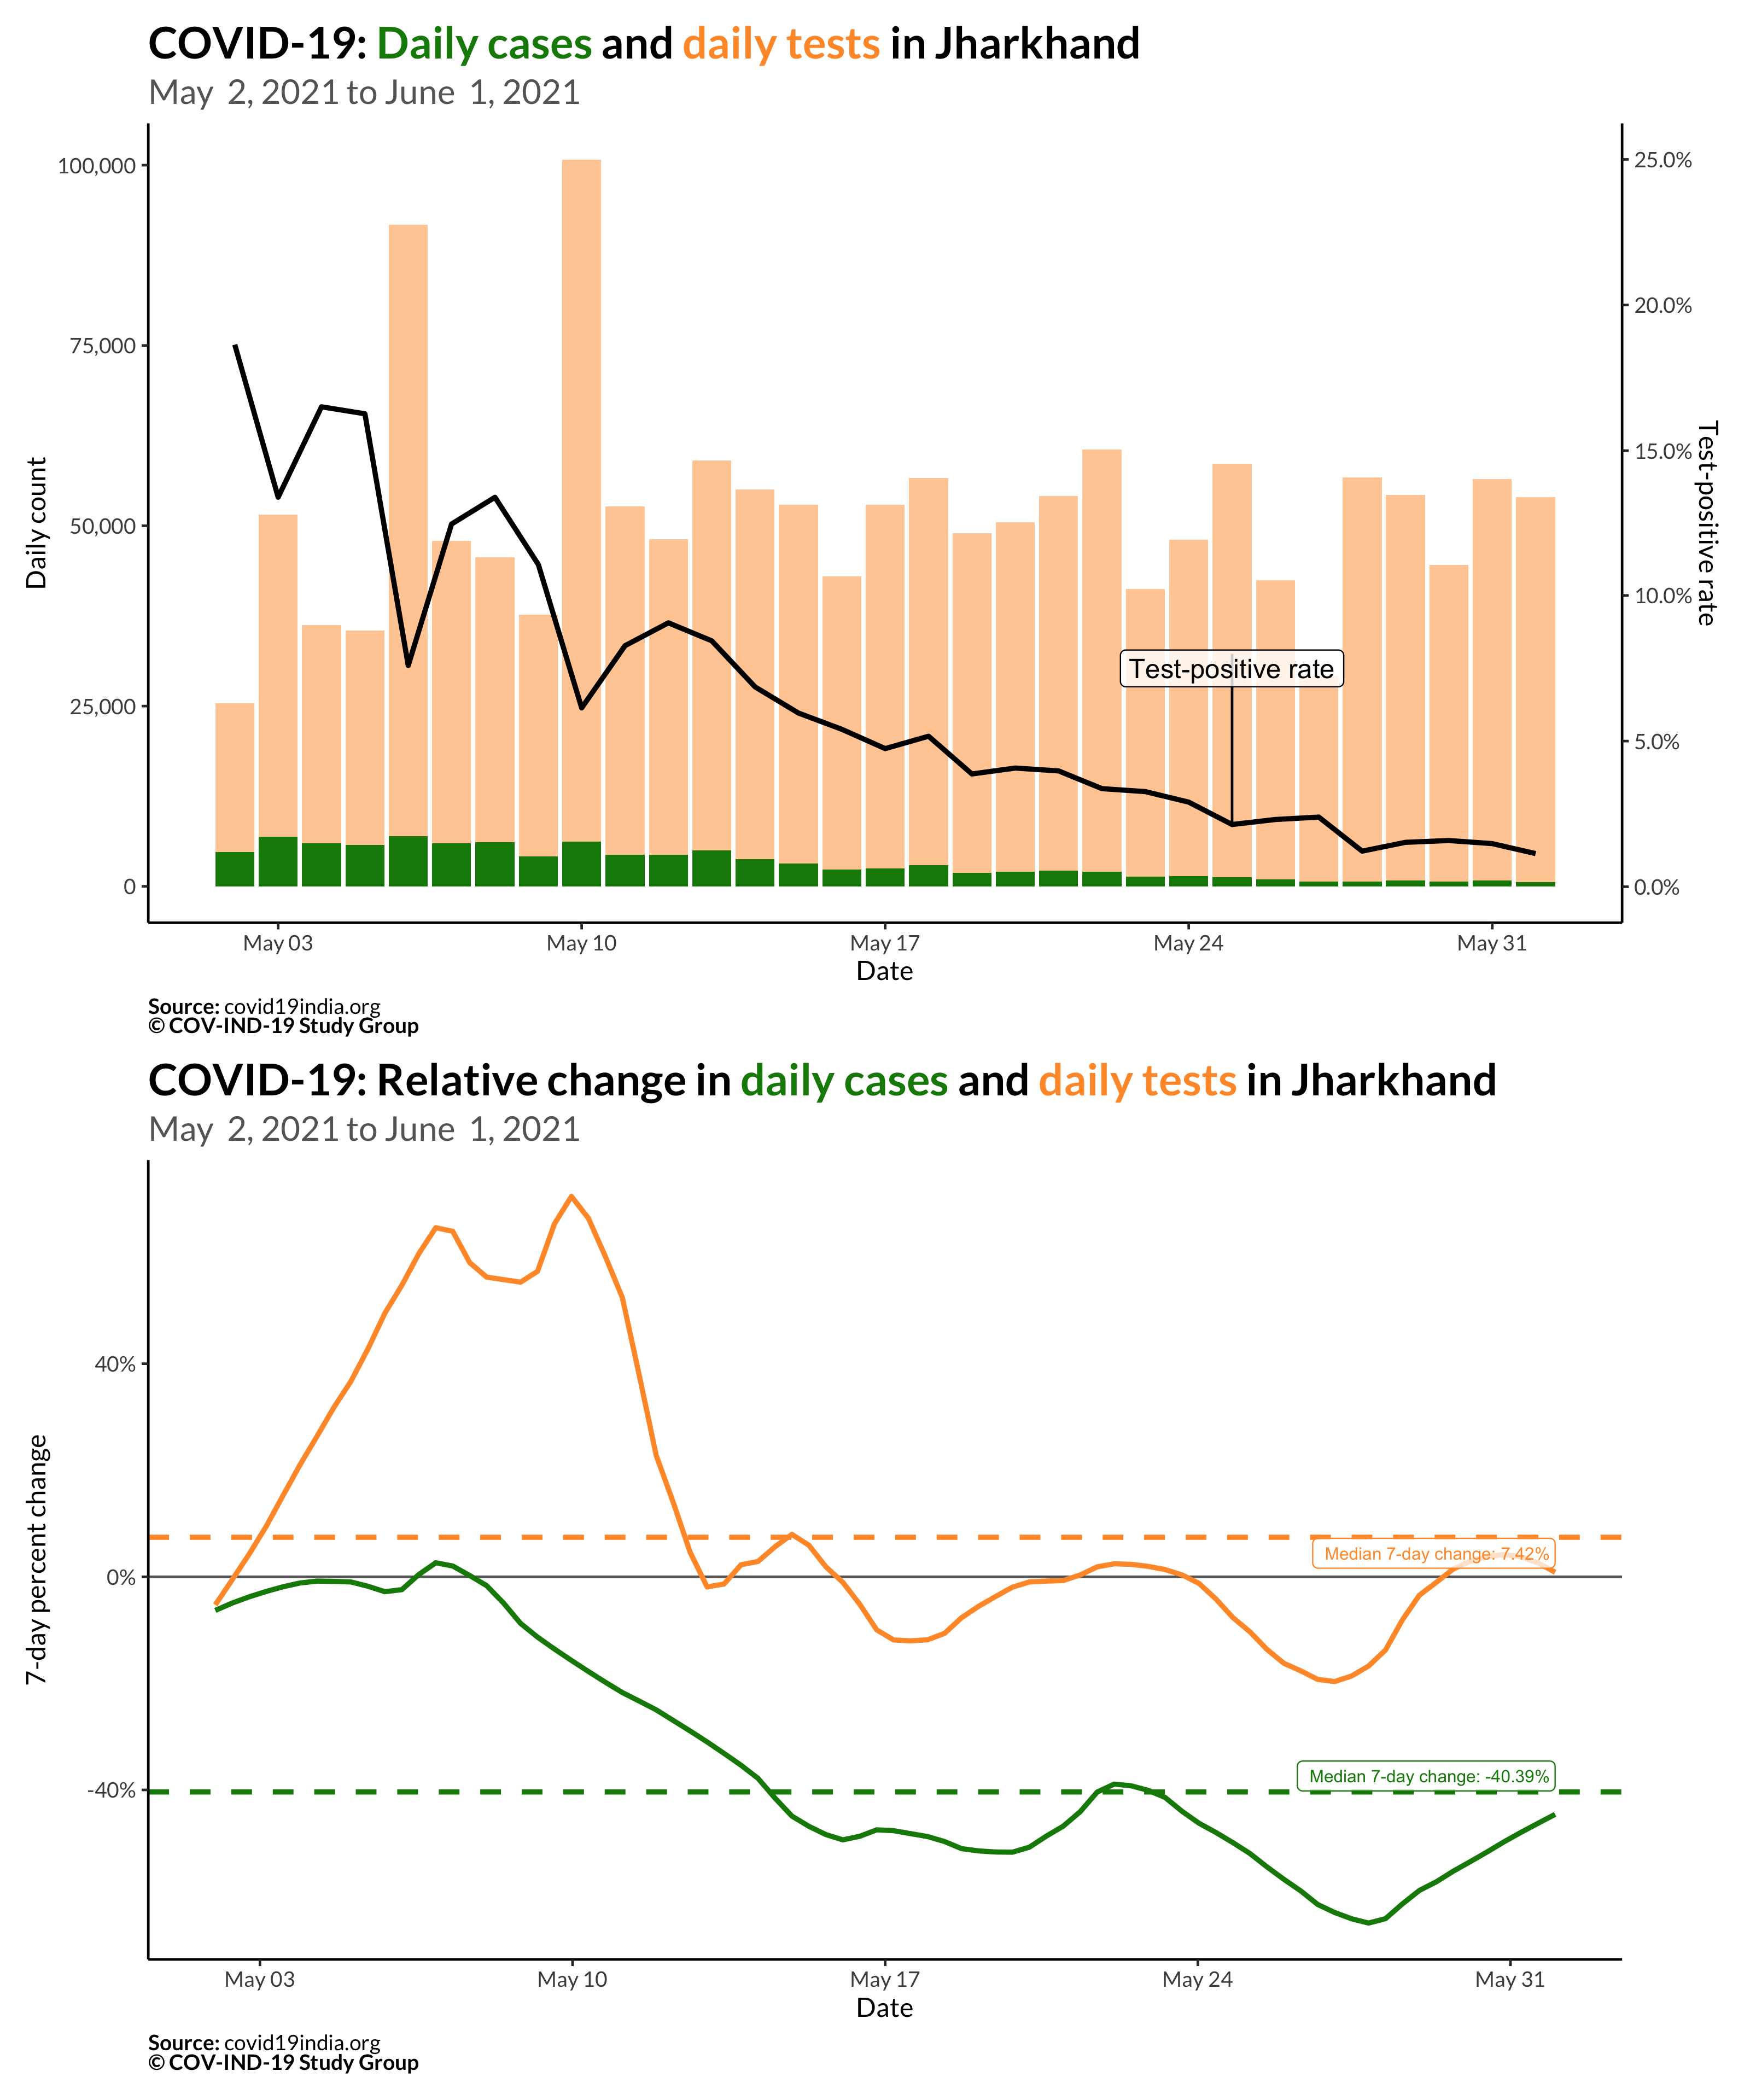 COVID-19: Daily cases and daily tests in Jharkhand
May 2, 2021 to June 1, 2021
100,000
75,000
50,000
25,000
0
Daily count
25.0%
20.0%
15.0%
10.0%
5.0%
0.0%
Test-positive rate
Test-positive rate
May 03
May 10
May 17
May 24
May 31
Date
Source: covid19india.org
© COV-IND-19 Study Group
COVID-19: Relative change in daily cases and daily tests in Jharkhand
May 2, 2021 to June 1, 2021
40%
0%
-40%
7-day percent change
Median 7-day change: 7.42%
Median 7-day change: -40.39%
May 03
May 10
May 17
May 24
May 31
Date
Source: covid19india.org
© COV-IND-19 Study Group